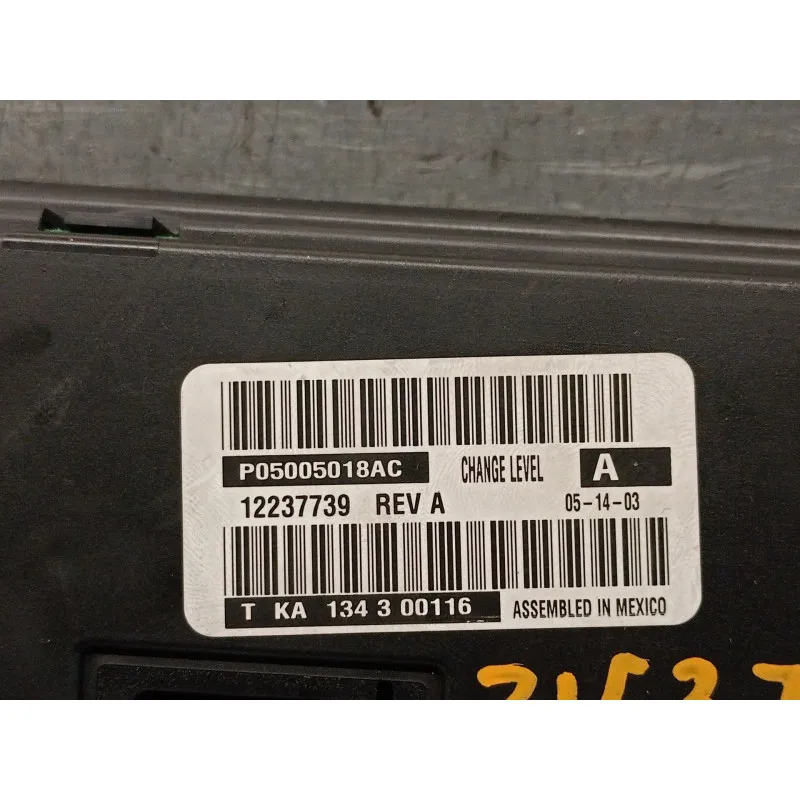 P05005018AC CHANGE LEVEL A
12237739 REV A 05-14-03
T KA 134 3 00116 ASSEMBLED IN MEXICO